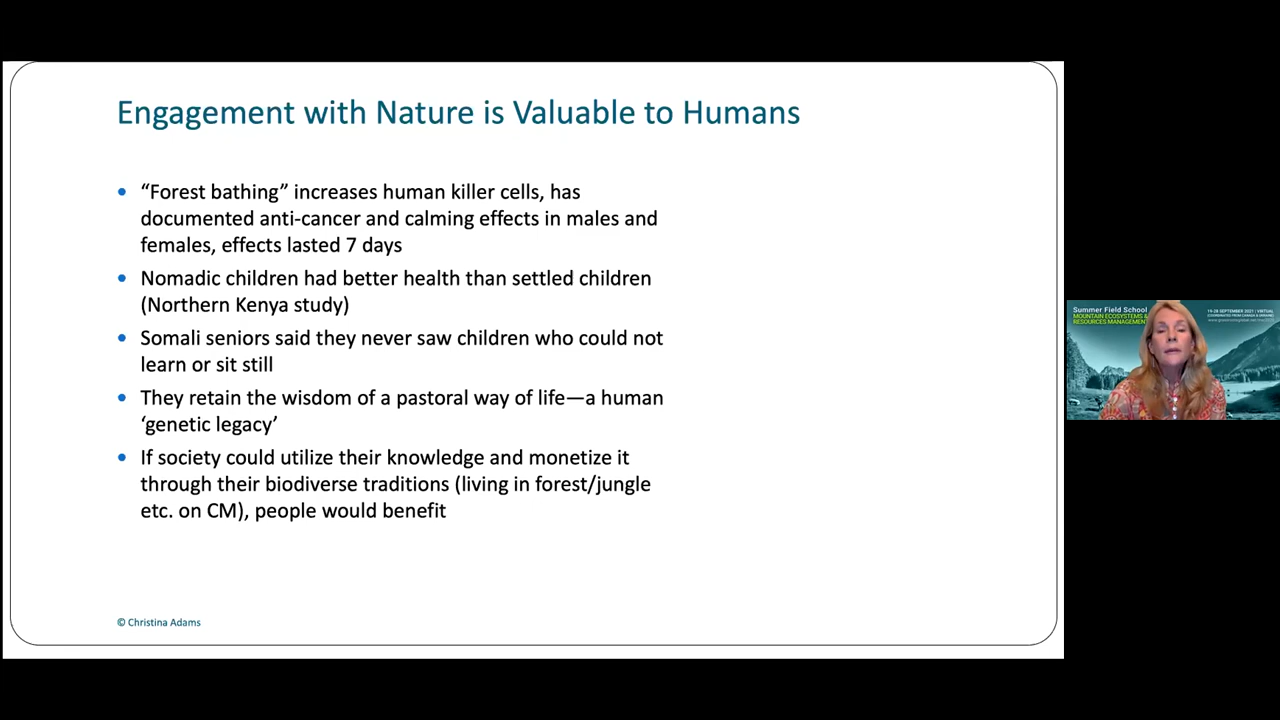 Engagement with Nature is Valuable to Humans
• “Forest bathing” increases human killer cells, has
documented anti-cancer and calming effects in males and
females, effects lasted 7 days
• Nomadic children had better health than settled children
(Northern Kenya study)
• Somali seniors said they never saw children who could not
learn or sit still
• They retain the wisdom of a pastoral way of life—a human
‘genetic legacy’
• If society could utilize their knowledge and monetize it
through their biodiverse traditions (living in forest/jungle
etc. on CM), people would benefit
© Christina Adams
Summer Field School
MOUNTAIN ECOSYSTEMS &
RESOURCES MANAGEMENT
19-28 SEPTEMBER 2021 | VIRTUAL